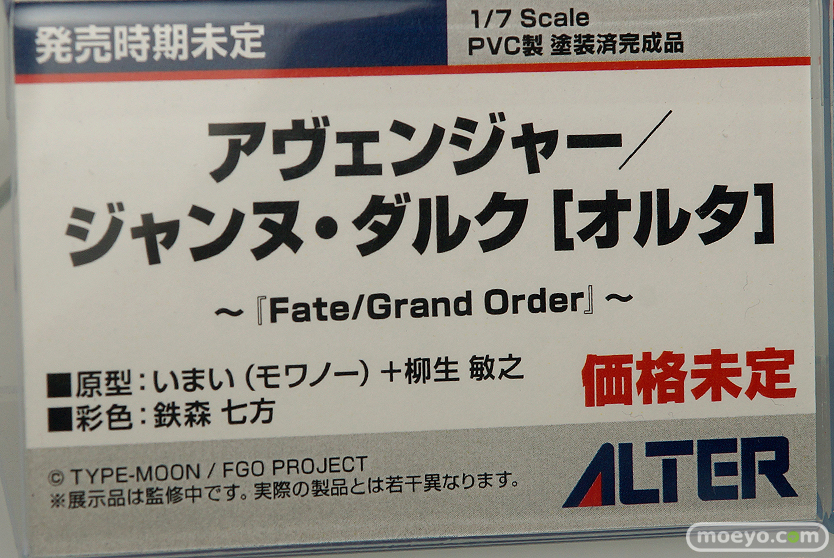 発売時期未定
1/7 Scale
PVC製 塗装済完成品
アヴェンジャー／
ジャンヌ・ダルク［オルタ］
～『Fate/Grand Order』～
■原型：いまい（モワノー）＋柳生 敏之
■彩色：鉄森 七方
価格未定
© TYPE-MOON / FGO PROJECT
※展示品は監修中です。実際の製品とは若干異なります。
ALTER
moeyo.com